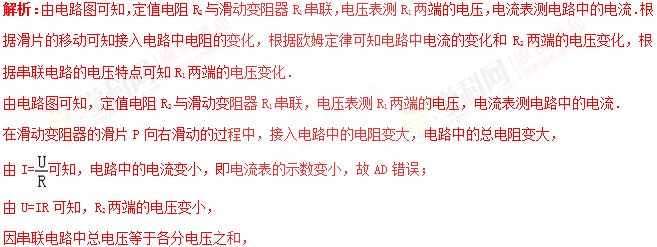 解析:由电路图可知,定值电阻 R₂ 与滑动变阻器 R₁ 串联,电压表测 R₁ 两端的电压,电流表测电路中的电流.根
据滑片的移动可知接入电路中电阻的变化,根据欧姆定律可知电路中电流的变化和 R₂ 两端的电压变化,根
据串联电路的电压特点可知 R₁ 两端的电压变化.
由电路图可知,定值电阻 R₂ 与滑动变阻器 R₁ 串联,电压表测 R₁ 两端的电压,电流表测电路中的电流.
在滑动变阻器的滑片 P 向右滑动的过程中,接入电路中的电阻变大,电路中的总电阻变大,
由 I=U/R 可知,电路中的电流变小,即电流表的示数变小,故 AD 错误;
由 U=IR 可知,R₂ 两端的电压变小,
因串联电路中总电压等于各分电压之和,